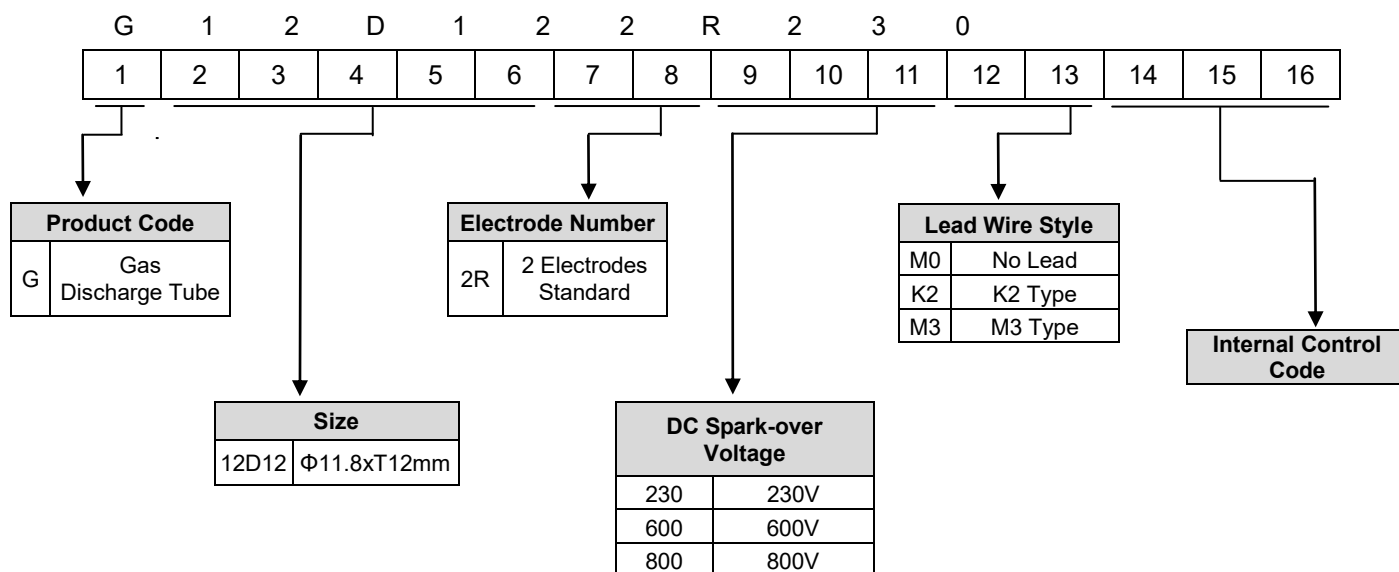 G 1 2 D 1 2 2 R 2 3 0
1 2 3 4 5 6 7 8 9 10 11 12 13 14 15 16
Product Code
G Gas
Discharge Tube
Electrode Number
2R 2 Electrodes
Standard
Lead Wire Style
M0 No Lead
K2 K2 Type
M3 M3 Type
Internal Control
Code
Size
12D12 Φ11.8xT12mm
DC Spark-over
Voltage
230 230V
600 600V
800 800V